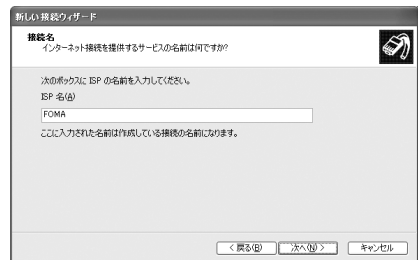 新しい接続ウィザード
接続名
インターネット接続を提供するサービスの名前は何ですか?
次のボックスに ISP の名前を入力してください。
ISP 名(A)
FOMA
ここに入力された名前は作成している接続の名前になります。
< 戻る(B) 次へ(N) > キャンセル